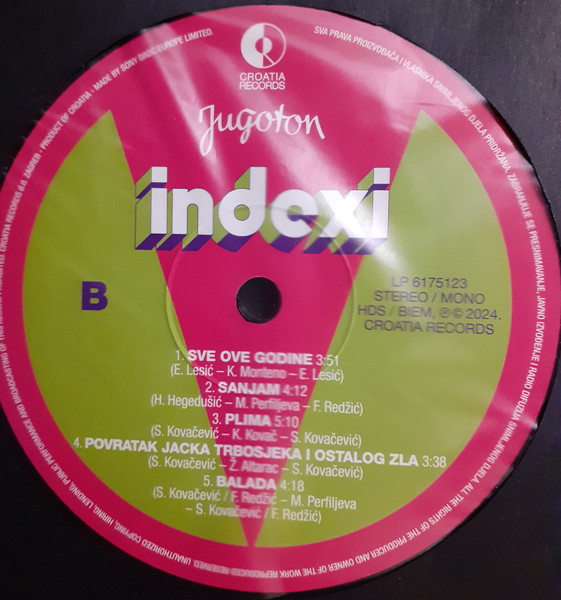 CROATIA
RECORDS
Jugoton
indexi
B
LP 6175123
STEREO / MONO
HDS / BIEM, ℗ © 2024.
CROATIA RECORDS
1. SVE OVE GODINE 3:51
(E. Lesić – K. Monteno – E. Lesić)
2. SANJAM 4:12
(H. Hegedušić – M. Perfiljeva – F. Redžić)
3. PLIMA 5:10
(S. Kovačević – K. Kovač – S. Kovačević)
4. POVRATAK JACKA TRBOSJEKA I OSTALOG ZLA 3:38
(S. Kovačević – Ž. Altarac – S. Kovačević)
5. BALADA 4:18
(S. Kovačević / F. Redžić – M. Perfiljeva
– S. Kovačević / F. Redžić)
SVA PRAVA PROIZVOĐAČA I VLASNIKA SNIMLJENOG DJELA PRIDRŽANA. ZABRANJUJE SE PRESNIMAVANJE, JAVNO IZVOĐENJE I RADIO DIFUZIJA SNIMLJENOG DJELA. ALL THE RIGHTS OF THE PRODUCER AND OWNER OF THE WORK REPRODUCED RESERVED. UNAUTHORIZED COPYING, HIRING, LENDING, PUBLIC PERFORMANCE AND BROADCASTING OF THIS RECORD PROHIBITED. CROATIA RECORDS d.d. ZAGREB • PRODUCT OF CROATIA • MADE BY SONY DADC EUROPE LIMITED.